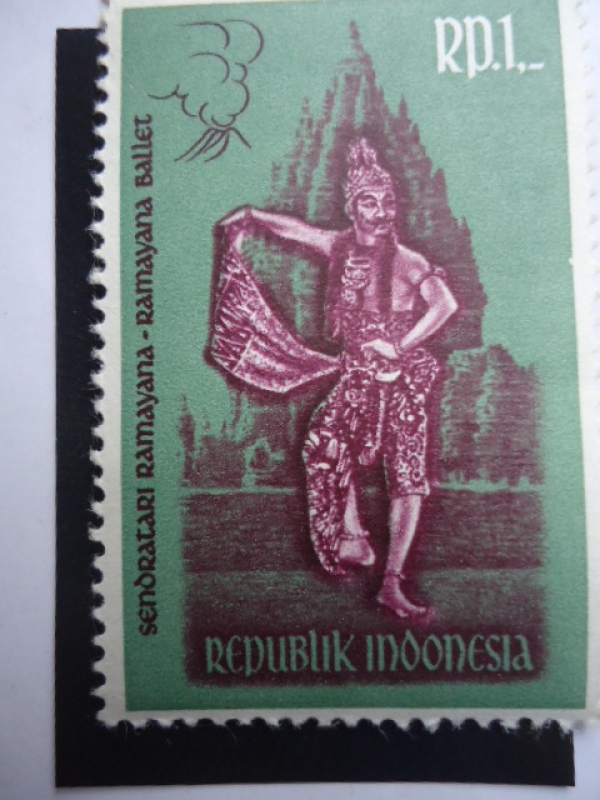 RP.1,-
SENDRATARI RAMAYANA - RAMAYANA BALLET
REPUBLIK INDONESIA